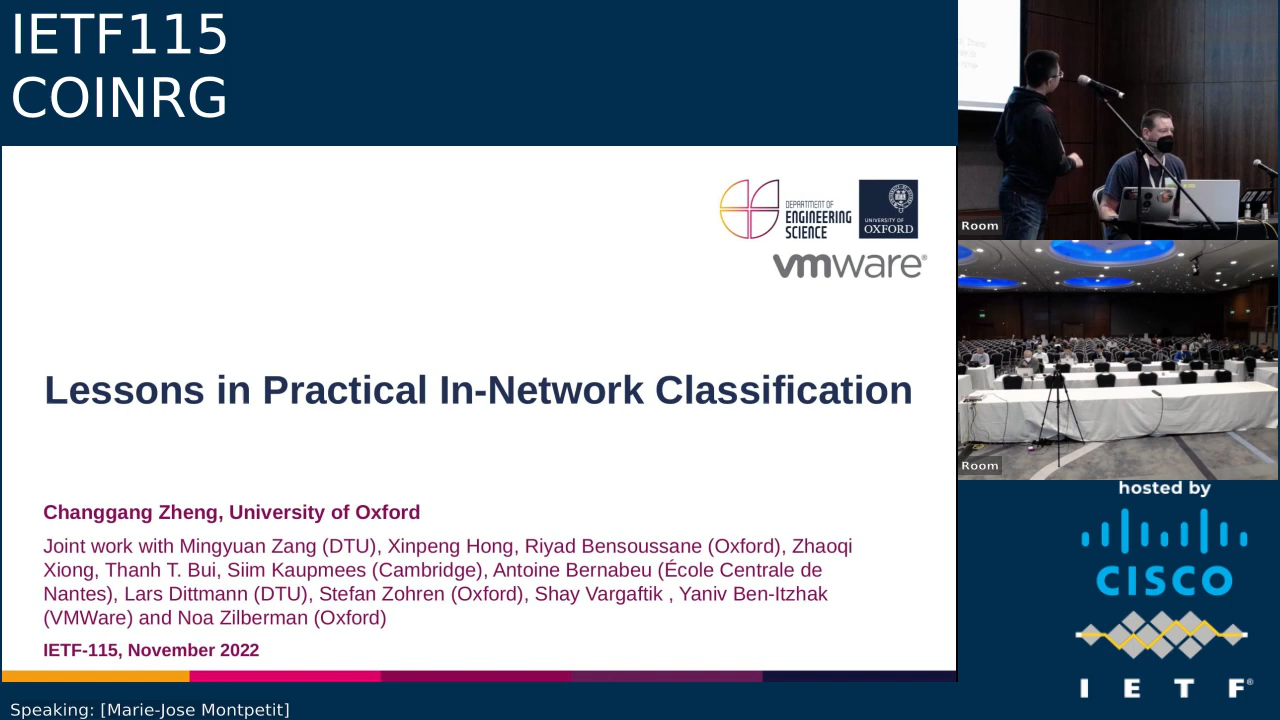 IETF115
COINRG
DEPARTMENT OF
ENGINEERING
SCIENCE
UNIVERSITY OF
OXFORD
vmware®
Lessons in Practical In-Network Classification
Changgang Zheng, University of Oxford
Joint work with Mingyuan Zang (DTU), Xinpeng Hong, Riyad Bensoussane (Oxford), Zhaoqi
Xiong, Thanh T. Bui, Siim Kaupmees (Cambridge), Antoine Bernabeu (École Centrale de
Nantes), Lars Dittmann (DTU), Stefan Zohren (Oxford), Shay Vargaftik , Yaniv Ben-Itzhak
(VMWare) and Noa Zilberman (Oxford)
IETF-115, November 2022
Speaking: [Marie-Jose Montpetit]
Room
Room
hosted by
CISCO
I E T F®